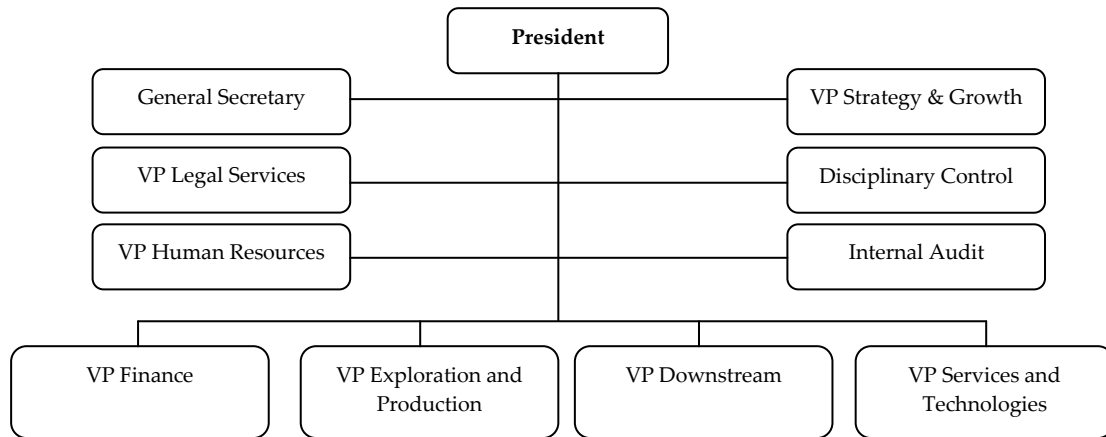 President
General Secretary
VP Strategy & Growth
VP Legal Services
Disciplinary Control
VP Human Resources
Internal Audit
VP Finance
VP Exploration and
Production
VP Downstream
VP Services and
Technologies